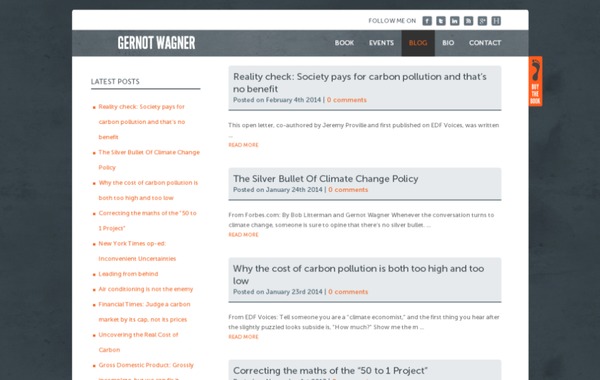 FOLLOW ME ON
GERNOT WAGNER
BOOK EVENTS BLOG BIO CONTACT
BUY THE BOOK
LATEST POSTS
Reality check: Society pays for
carbon pollution and that's no
benefit
The Silver Bullet Of Climate Change
Policy
Why the cost of carbon pollution is
both too high and too low
Correcting the maths of the "50 to
1 Project"
New York Times op-ed:
Inconvenient Uncertainties
Leading from behind
Air conditioning is not the enemy
Financial Times: Judge a carbon
market by its cap, not its prices
Uncovering the Real Cost of
Carbon
Gross Domestic Product: Grossly
Reality check: Society pays for carbon pollution and that's
no benefit
Posted on February 4th 2014 | 0 comments
This open letter, co-authored by Jeremy Proville and first published on EDF Voices, was written
...
READ MORE
The Silver Bullet Of Climate Change Policy
Posted on January 24th 2014 | 0 comments
From Forbes.com: By Bob Litterman and Gernot Wagner Whenever the conversation turns to
climate change, someone is sure to opine that there's no silver bullet. ...
READ MORE
Why the cost of carbon pollution is both too high and too
low
Posted on January 23rd 2014 | 0 comments
From EDF Voices: Tell someone you are a "climate economist," and the first thing you hear after
the slightly puzzled looks subside is, "How much?" Show me the m ...
READ MORE
Correcting the maths of the "50 to 1 Project"